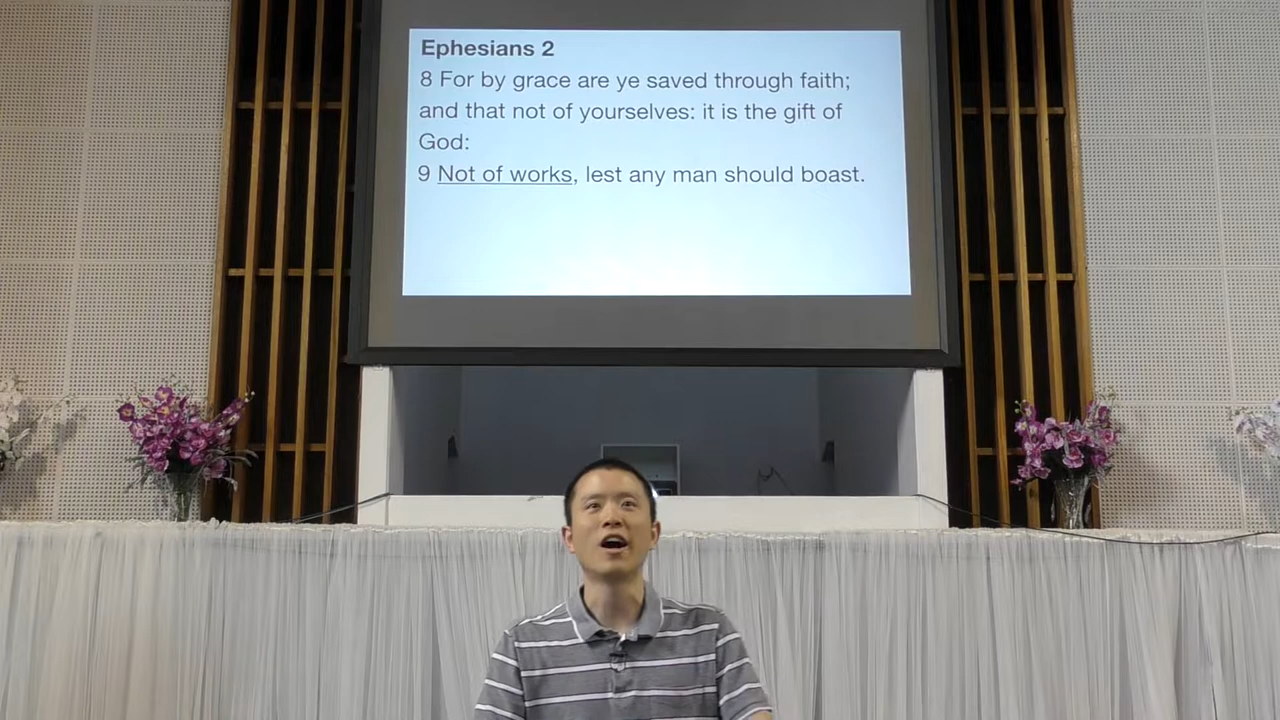 Ephesians 2
8 For by grace are ye saved through faith;
and that not of yourselves: it is the gift of
God:
9 Not of works, lest any man should boast.